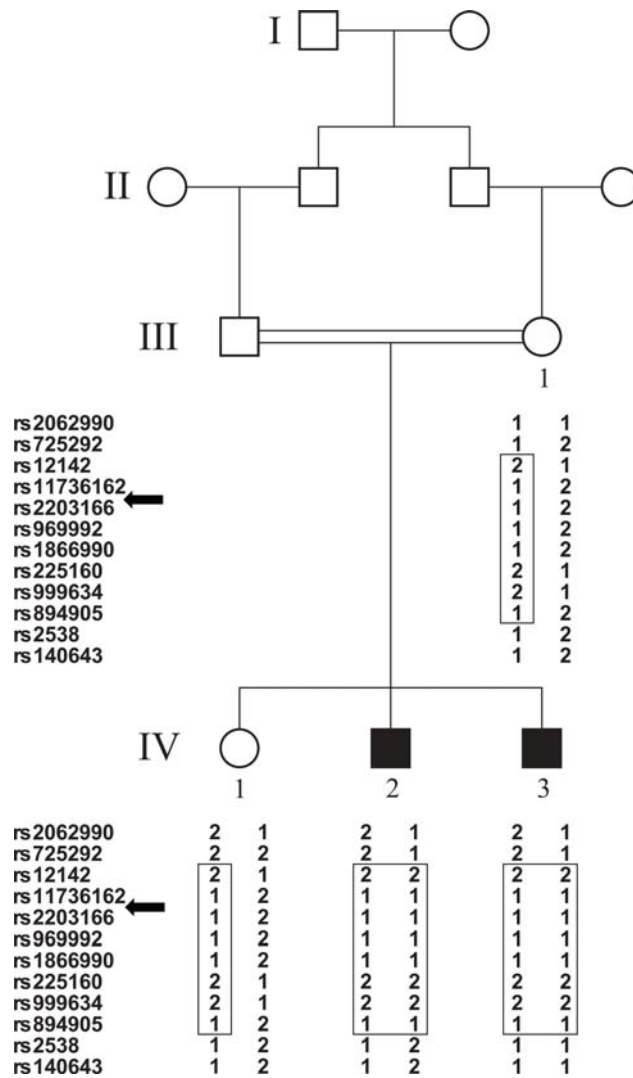 I
II
III
1
rs2062990 1 1
rs725292 1 2
rs12142 2 1
rs11736162 1 2
rs2203166 1 2
rs969992 1 2
rs1866990 1 2
rs225160 2 1
rs999634 2 1
rs894905 1 2
rs2538 1 2
rs140643 1 2
IV
1 2 3
rs2062990 2 1 2 1 2 1
rs725292 2 2 2 1 2 1
rs12142 2 1 2 2 2 2
rs11736162 1 2 1 1 1 1
rs2203166 1 2 1 1 1 1
rs969992 1 2 1 1 1 1
rs1866990 1 2 1 1 1 1
rs225160 2 1 2 2 2 2
rs999634 2 1 2 2 2 2
rs894905 1 2 1 1 1 1
rs2538 1 2 1 2 1 2
rs140643 1 2 1 2 1 2